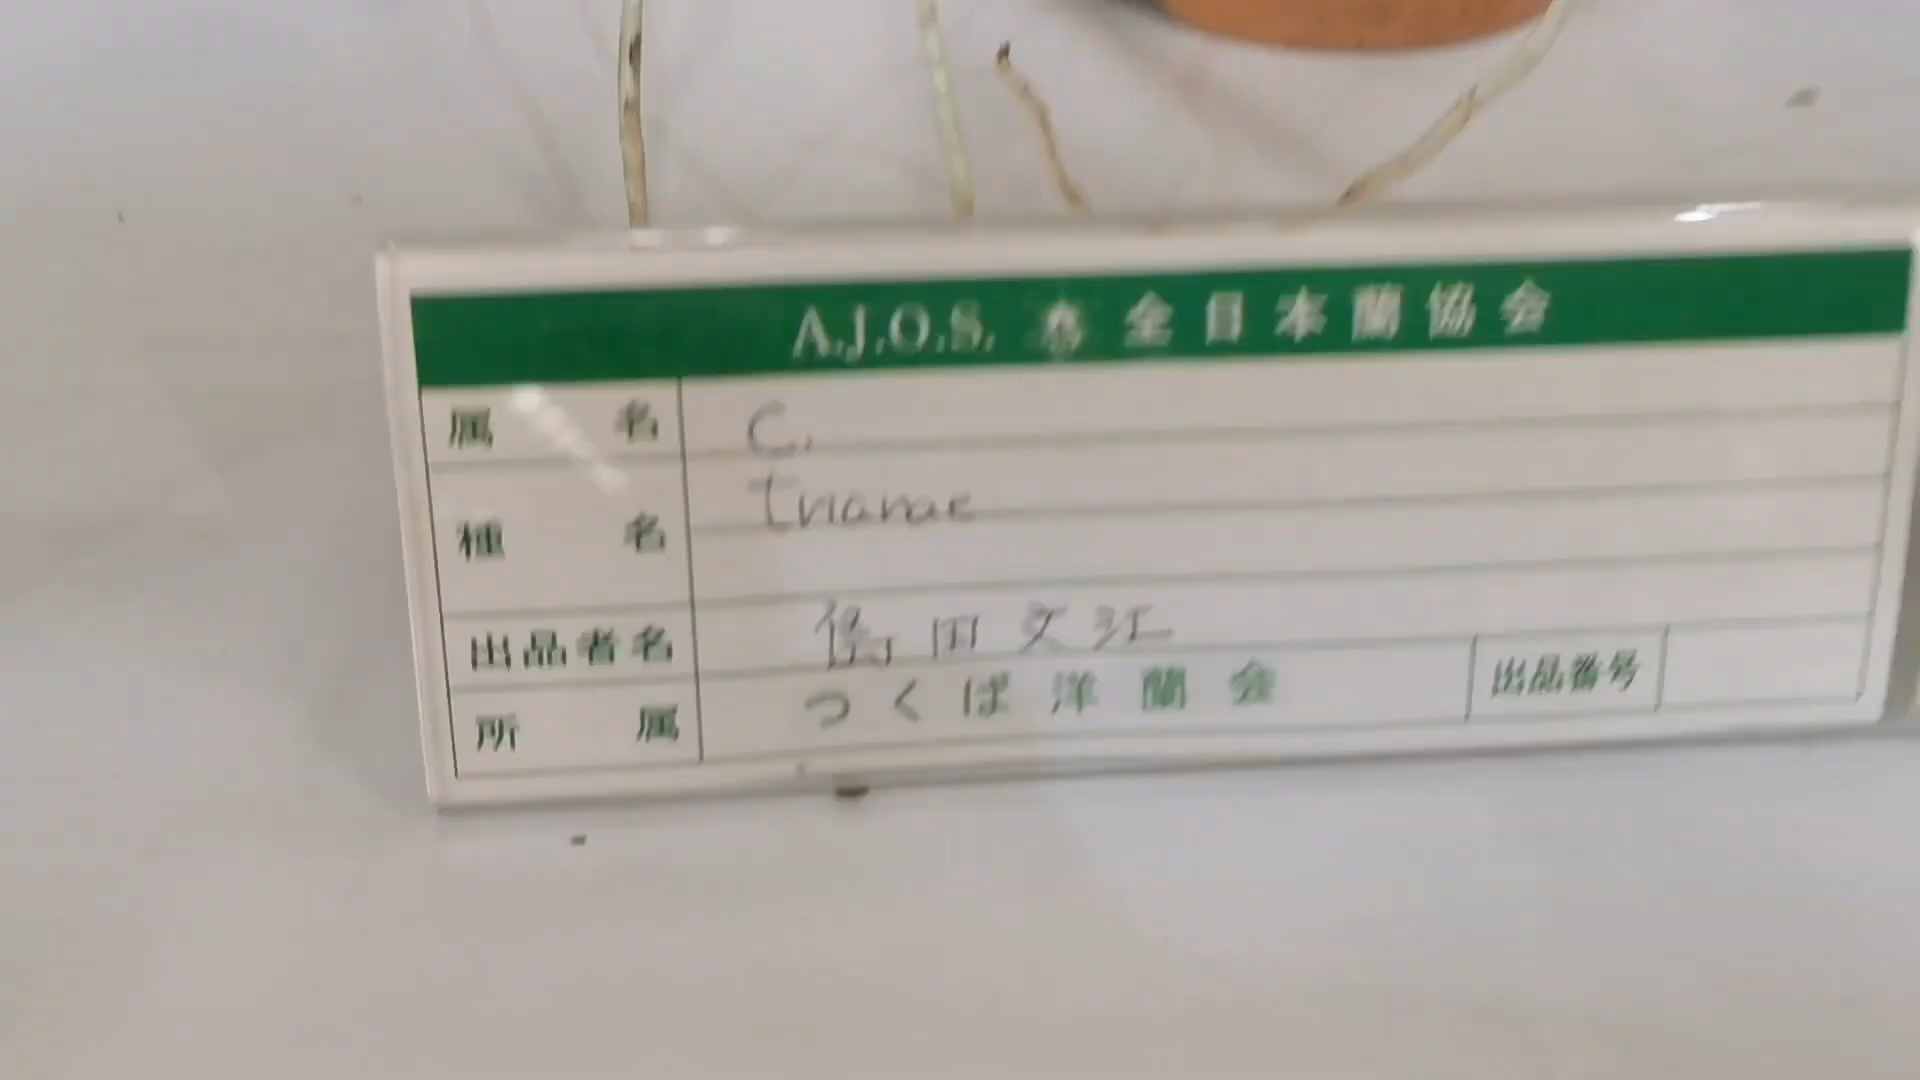 A.J.O.S. 全日本蘭協会
属名 C.
種名 trianae
出品者名 田文江
所属 つくば洋蘭会 出品番号